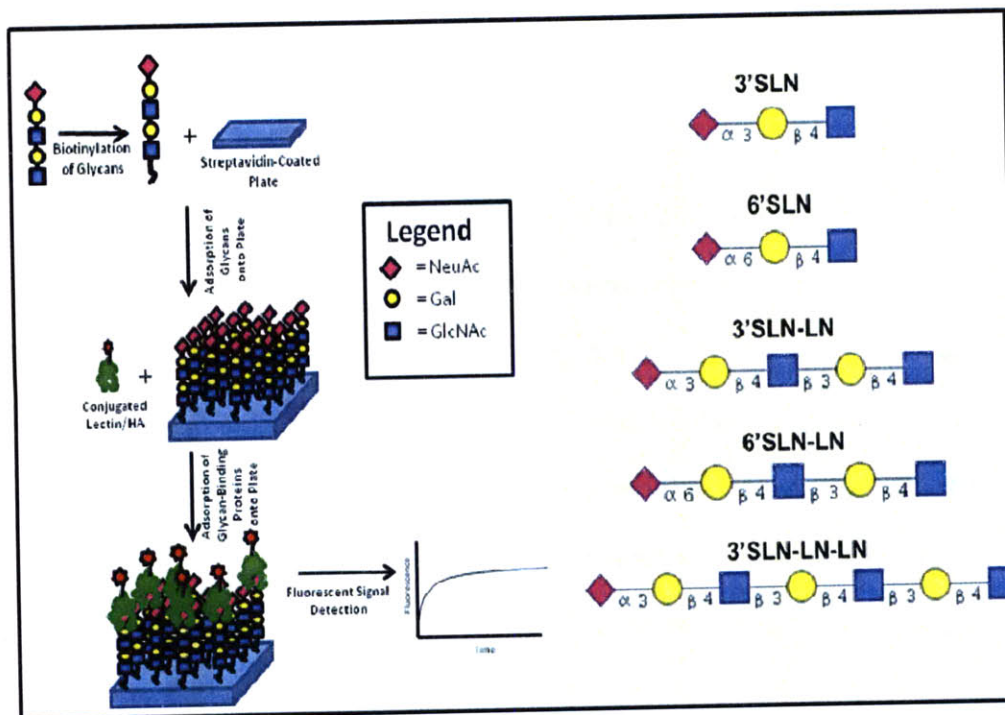 Biotinylation
of Glycans
+
Streptavidin-Coated
Plate
Adsorption of
Glycans
onto Plate
Conjugated
Lectin/HA
+
Adsorption of
Glycan-Binding
Proteins
onto Plate
Fluorescent Signal
Detection
Fluorescence
Time
Legend
= NeuAc
= Gal
= GlcNAc
3'SLN
α 3 β 4
6'SLN
α 6 β 4
3'SLN-LN
α 3 β 4 β 3 β 4
6'SLN-LN
α 6 β 4 β 3 β 4
3'SLN-LN-LN
α 3 β 4 β 3 β 4 β 3 β 4